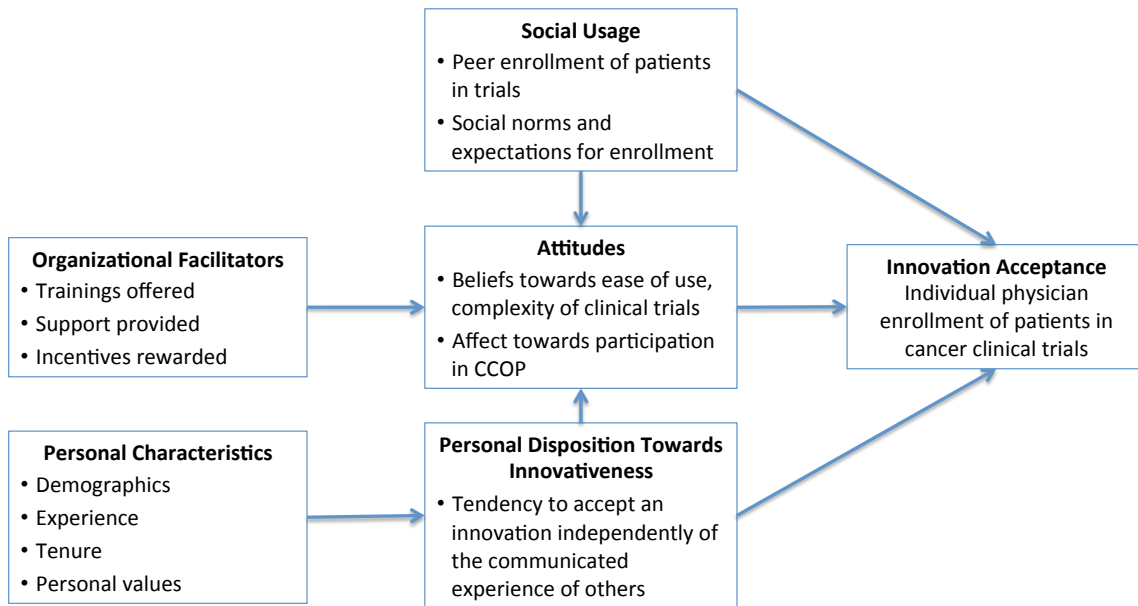 Social Usage
• Peer enrollment of patients
in trials
• Social norms and
expectations for enrollment
Organizational Facilitators
• Trainings offered
• Support provided
• Incentives rewarded
Attitudes
• Beliefs towards ease of use,
complexity of clinical trials
• Affect towards participation
in CCOP
Innovation Acceptance
Individual physician
enrollment of patients in
cancer clinical trials
Personal Characteristics
• Demographics
• Experience
• Tenure
• Personal values
Personal Disposition Towards
Innovativeness
• Tendency to accept an
innovation independently of
the communicated
experience of others